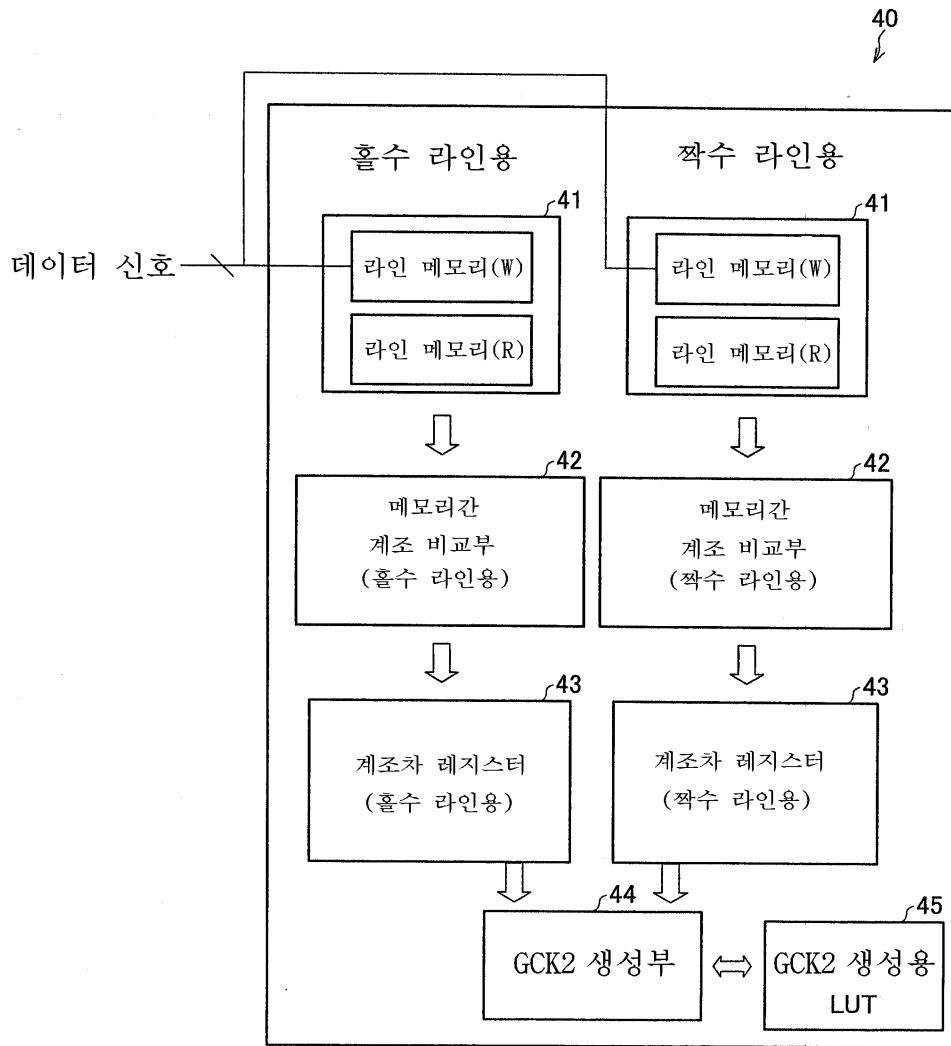 40
홀수 라인용
짝수 라인용
41
41
데이터 신호
라인 메모리(W)
라인 메모리(W)
라인 메모리(R)
라인 메모리(R)
42
42
메모리간
계조 비교부
(홀수 라인용)
메모리간
계조 비교부
(짝수 라인용)
43
43
계조차 레지스터
(홀수 라인용)
계조차 레지스터
(짝수 라인용)
44
45
GCK2 생성부
GCK2 생성용
LUT